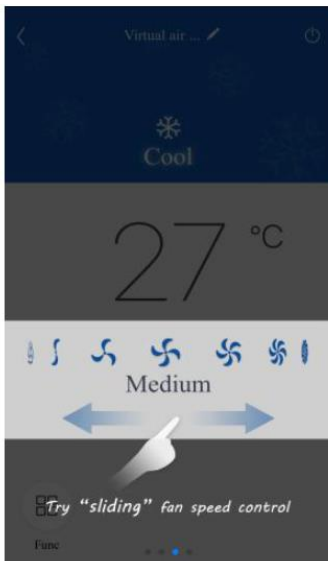 Virtual air ...
Cool
27 °C
Medium
Try “sliding” fan speed control
Func